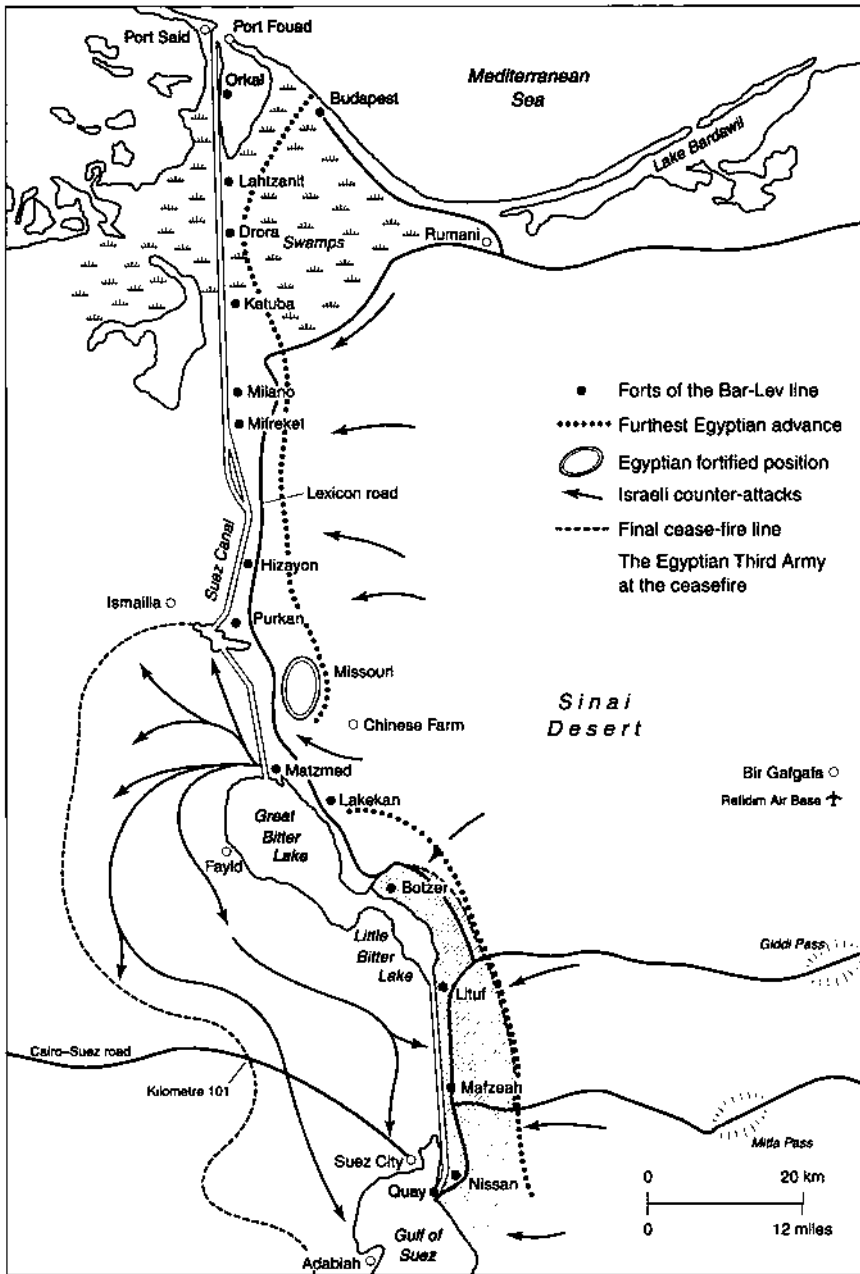 Port Said
Port Fouad
Orkal
Budapest
Mediterranean
Sea
Lake Bardawil
Lahtzanit
Drora
Swamps
Rumani
Katuba
Milano
Mifreket
Forts of the Bar-Lev line
Furthest Egyptian advance
Egyptian fortified position
Israeli counter-attacks
Final cease-fire line
The Egyptian Third Army
at the ceasefire
Lexicon road
Suez Canal
Hizayon
Ismailia
Purkan
Missouri
Chinese Farm
Sinai
Desert
Matzmed
Bir Gafgafa
Refidim Air Base
Lakekan
Great
Bitter
Lake
Fayid
Botzer
Little
Bitter
Lake
Giddi Pass
Lituf
Cairo–Suez road
Kilometre 101
Mafzeah
Mitla Pass
Suez City
Nissan
Quay
0 20 km
0 12 miles
Gulf of
Suez
Adabiah